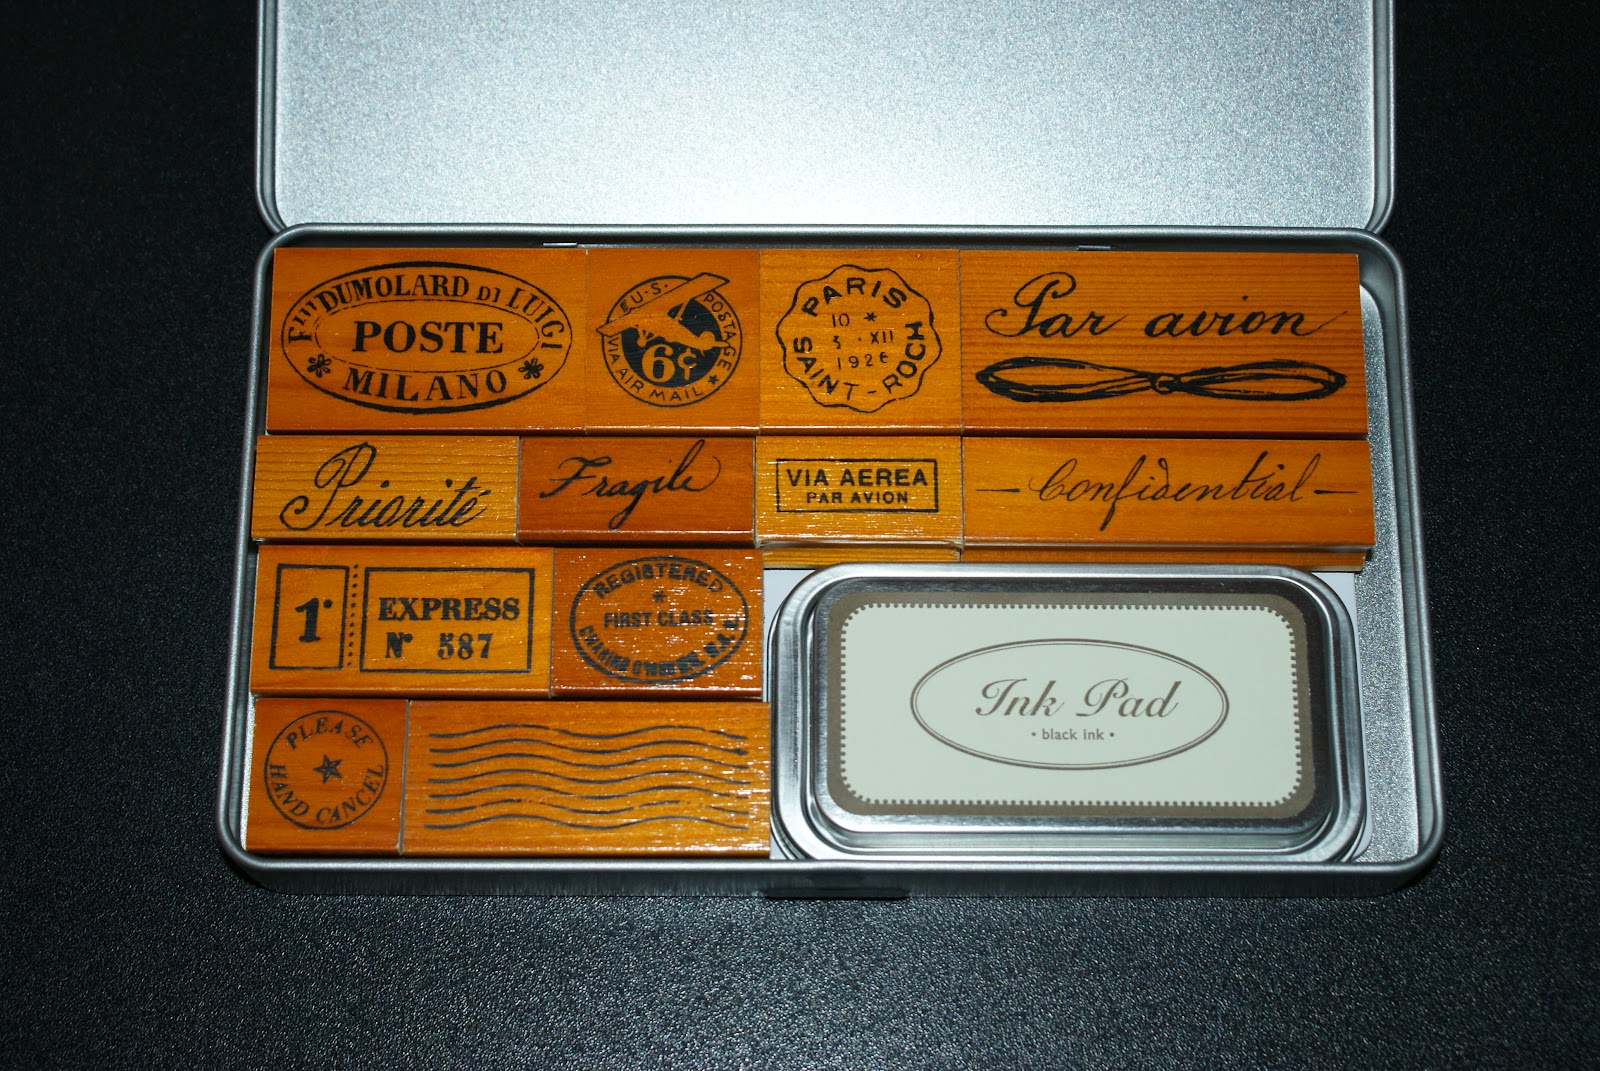 Flli DUMOLARD DI LUIGI
POSTE
MILANO
U.S. POSTAGE
6¢
VIA AIR MAIL
PARIS
10 *
3 · XII
1926
SAINT-ROCH
Par avion
Priorité
Fragile
VIA AEREA
PAR AVION
— Confidential —
1r
EXPRESS
No 587
REGISTERED
FIRST CLASS
PLEASE
HAND CANCEL
Ink Pad
· black ink ·